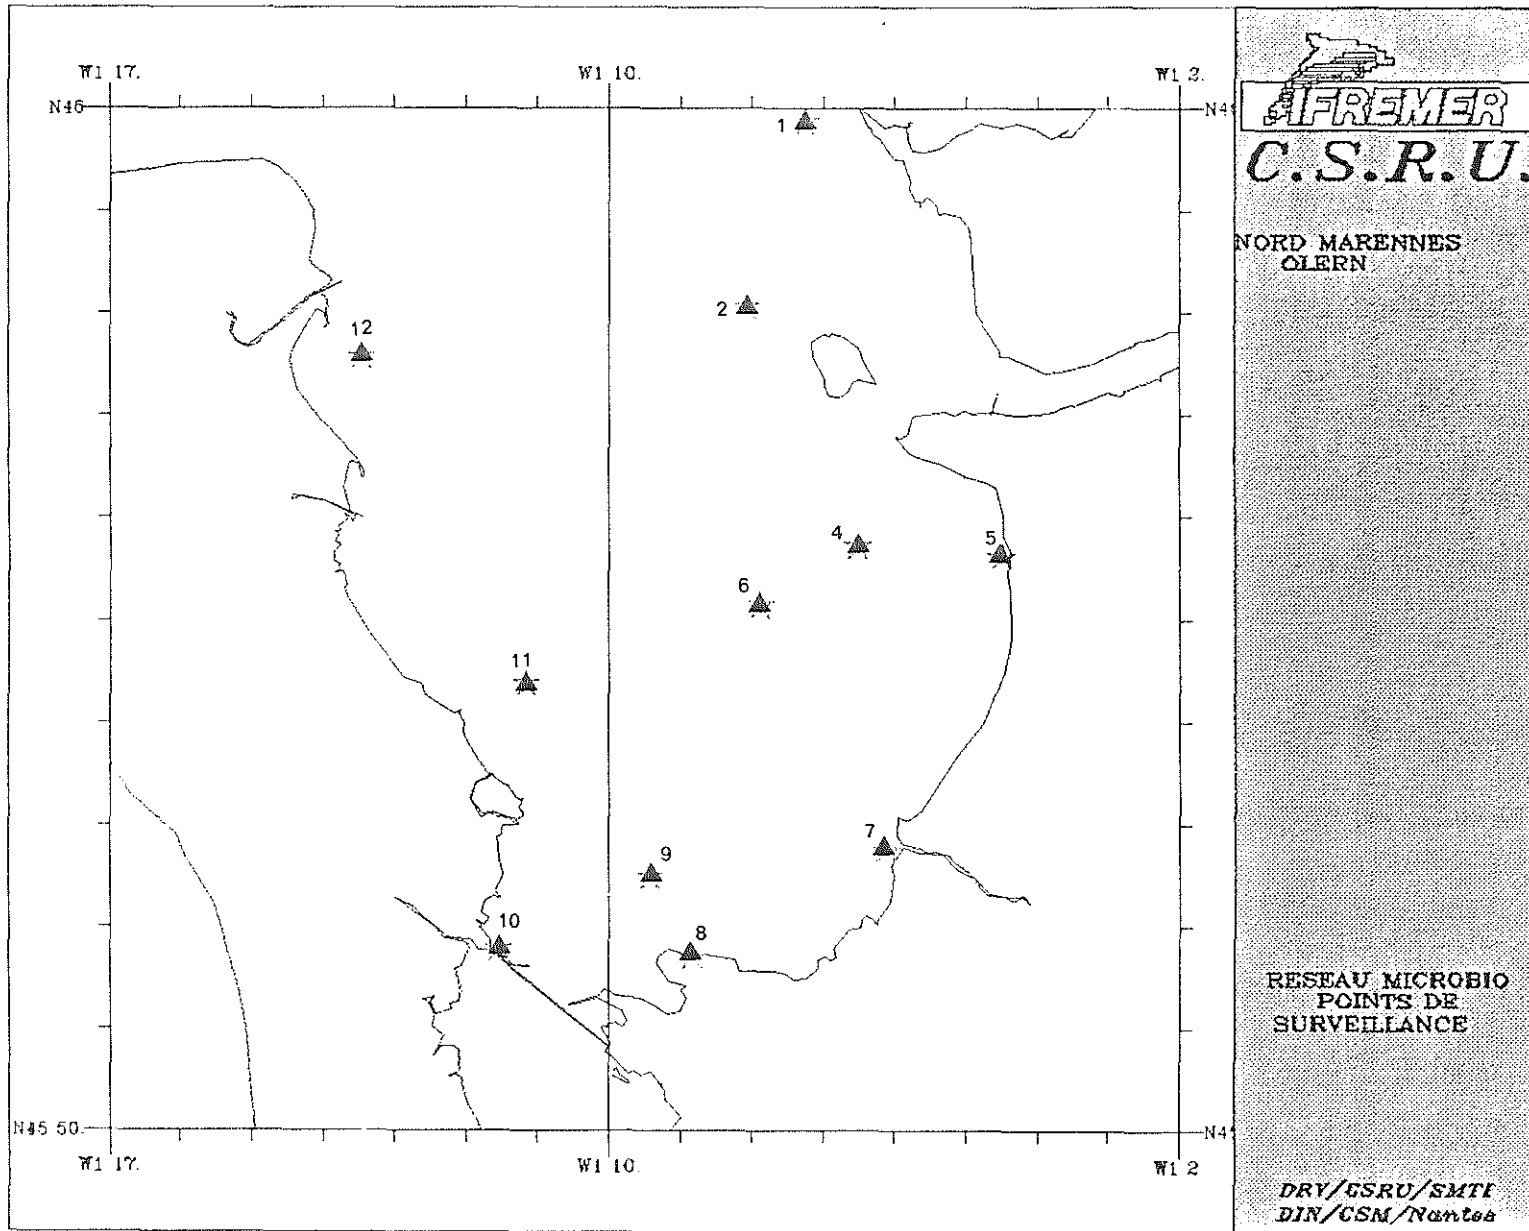 W1 17.
W1 10.
W1 2.
N46
N4
1
2
12
4
5
6
11
7
9
10
8
N45 50.
N4
W1 17.
W1 10.
W1 2
IFREMER
C.S.R.U.
NORD MARENNES
OLERN
RESEAU MICROBIO
POINTS DE
SURVEILLANCE
DRV/CSRU/SMTI
DIN/CSM/Nantes